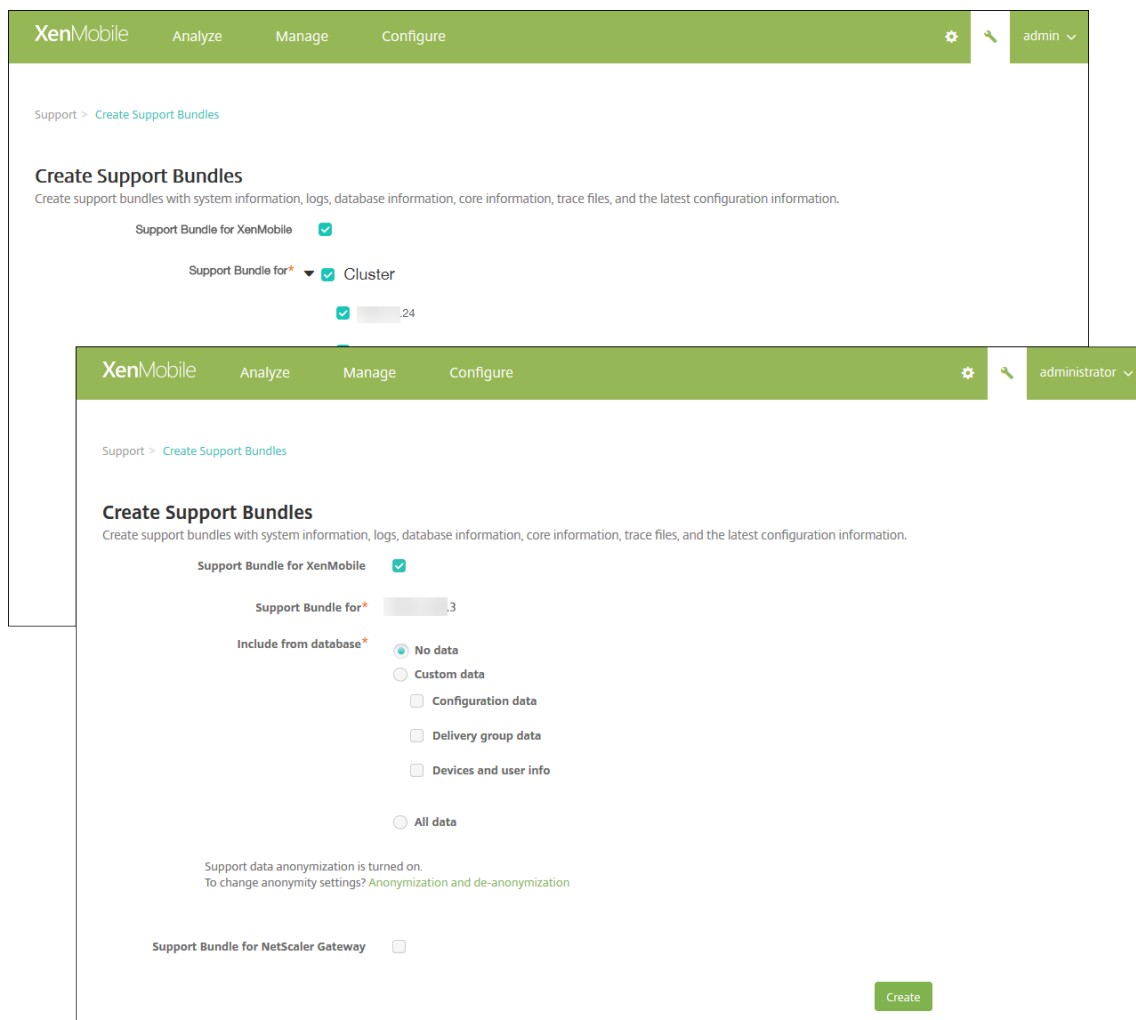 XenMobile Analyze Manage Configure admin
Support > Create Support Bundles
Create Support Bundles
Create support bundles with system information, logs, database information, core information, trace files, and the latest configuration information.
Support Bundle for XenMobile
Support Bundle for* Cluster
.24
XenMobile Analyze Manage Configure administrator
Support > Create Support Bundles
Create Support Bundles
Create support bundles with system information, logs, database information, core information, trace files, and the latest configuration information.
Support Bundle for XenMobile
Support Bundle for* .3
Include from database* No data
Custom data
Configuration data
Delivery group data
Devices and user info
All data
Support data anonymization is turned on.
To change anonymity settings? Anonymization and de-anonymization
Support Bundle for NetScaler Gateway
Create